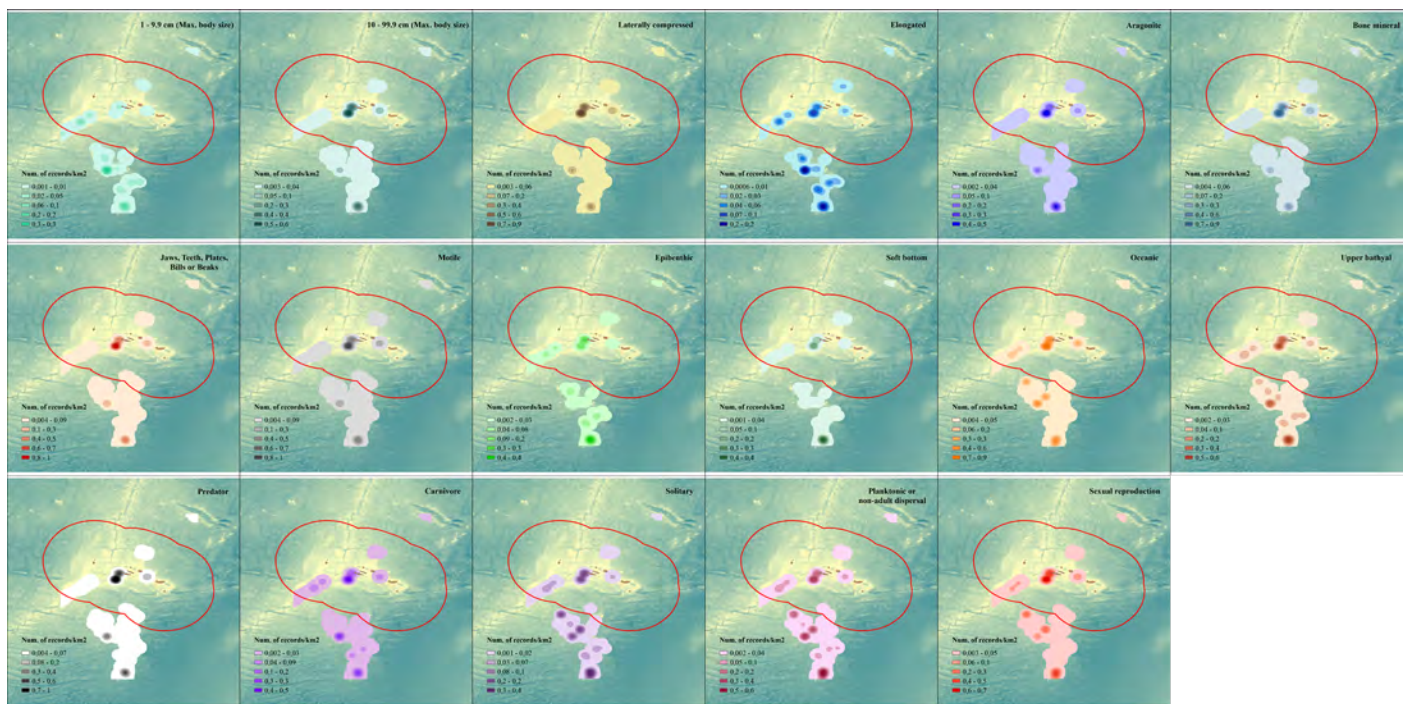 1 - 9.9 cm (Max. body size)
Num. of records/km2
0,001 - 0,01
0,02 - 0,05
0,06 - 0,1
0,2 - 0,2
0,3 - 0,3
10 - 99.9 cm (Max. body size)
Num. of records/km2
0,003 - 0,04
0,05 - 0,1
0,2 - 0,3
0,4 - 0,4
0,5 - 0,6
Laterally compressed
Num. of records/km2
0,003 - 0,06
0,07 - 0,2
0,3 - 0,4
0,5 - 0,6
0,7 - 0,9
Elongated
Num. of records/km2
0,0006 - 0,01
0,02 - 0,03
0,04 - 0,06
0,07 - 0,1
0,2 - 0,2
Aragonite
Num. of records/km2
0,002 - 0,04
0,05 - 0,1
0,2 - 0,2
0,3 - 0,3
0,4 - 0,5
Bone mineral
Num. of records/km2
0,004 - 0,06
0,07 - 0,2
0,3 - 0,3
0,4 - 0,6
0,7 - 0,9
Jaws, Teeth, Plates,
Bills or Beaks
Num. of records/km2
0,004 - 0,09
0,1 - 0,3
0,4 - 0,5
0,6 - 0,7
0,8 - 1
Motile
Num. of records/km2
0,004 - 0,09
0,1 - 0,3
0,4 - 0,5
0,6 - 0,7
0,8 - 1
Epibenthic
Num. of records/km2
0,002 - 0,03
0,04 - 0,08
0,09 - 0,2
0,3 - 0,3
0,4 - 0,4
Soft bottom
Num. of records/km2
0,001 - 0,04
0,05 - 0,1
0,2 - 0,2
0,3 - 0,3
0,4 - 0,4
Oceanic
Num. of records/km2
0,004 - 0,05
0,06 - 0,2
0,3 - 0,3
0,4 - 0,6
0,7 - 0,9
Upper bathyal
Num. of records/km2
0,002 - 0,03
0,04 - 0,1
0,2 - 0,2
0,3 - 0,4
0,5 - 0,6
Predator
Num. of records/km2
0,004 - 0,07
0,08 - 0,2
0,3 - 0,4
0,5 - 0,6
0,7 - 1
Carnivore
Num. of records/km2
0,002 - 0,03
0,04 - 0,09
0,1 - 0,2
0,3 - 0,3
0,4 - 0,5
Solitary
Num. of records/km2
0,001 - 0,02
0,03 - 0,07
0,08 - 0,1
0,2 - 0,2
0,3 - 0,4
Planktonic or
non-adult dispersal
Num. of records/km2
0,002 - 0,04
0,05 - 0,1
0,2 - 0,2
0,3 - 0,4
0,5 - 0,6
Sexual reproduction
Num. of records/km2
0,003 - 0,05
0,06 - 0,1
0,2 - 0,3
0,4 - 0,5
0,6 - 0,7